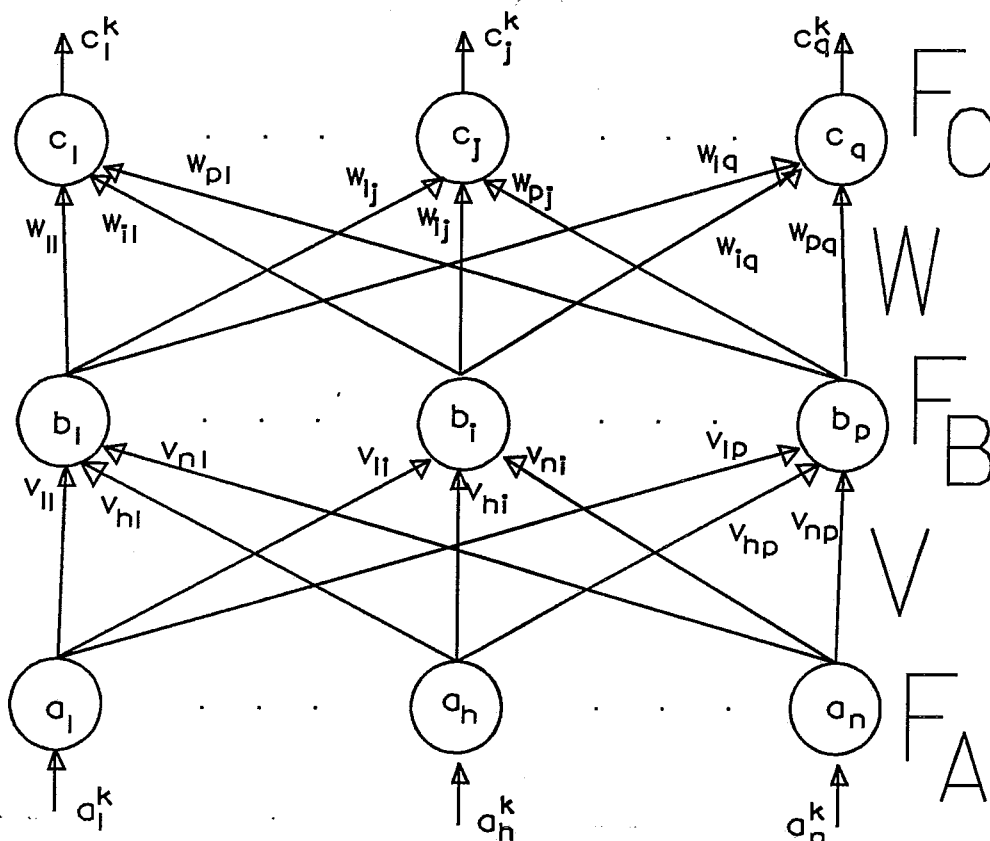 c_1^k c_j^k c_q^k
F_C
c_1 . . . c_j . . . c_q
w_p1 w_1j w_pj w_1q
w_11 w_i1 w_1j w_iq w_pq
W
F_B
b_1 . . . b_i . . . b_p
v_n1 v_1i v_ni v_1p
v_11 v_h1 v_hi v_hp v_np
V
F_A
a_1 . . . a_h . . . a_n
a_1^k a_h^k a_n^k